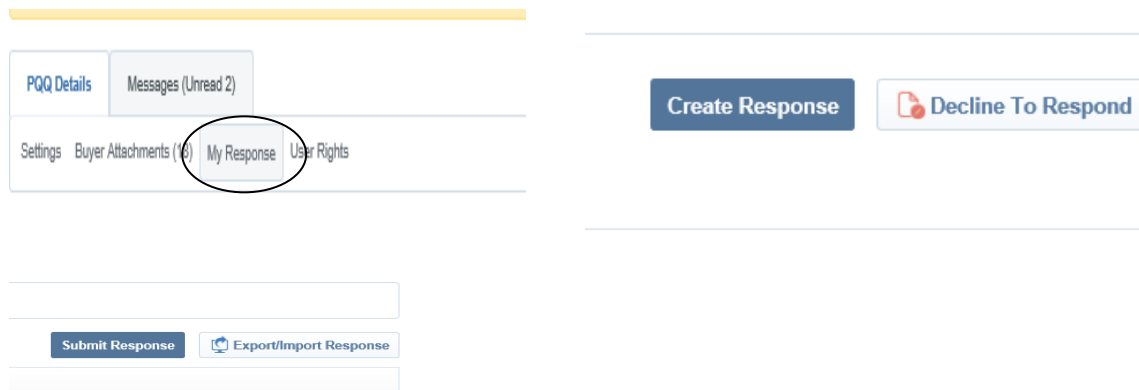 PQQ Details Messages (Unread 2)
Settings Buyer Attachments (13) My Response User Rights
Create Response Decline To Respond
Submit Response Export/Import Response